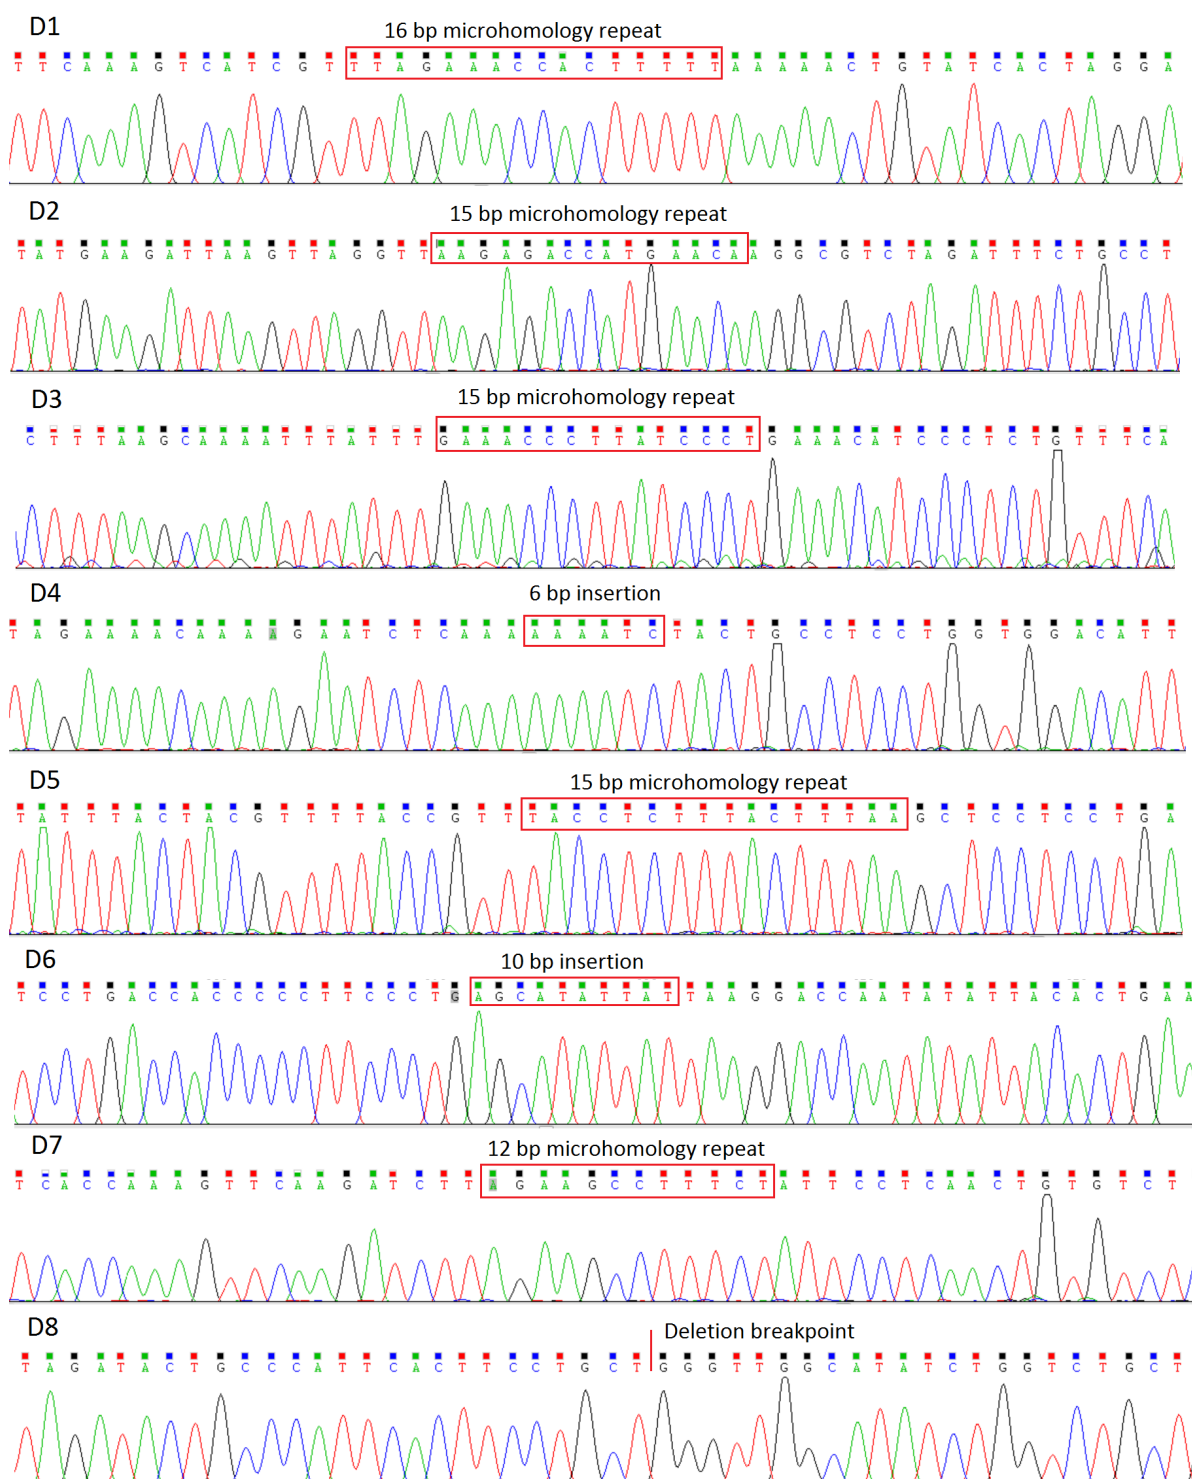 D1
16 bp microhomology repeat
T T C A A A G T C A T C G T T T A G A A A C C A C T T T T T A A A A A C T G T A T C A C T A G G A
D2
15 bp microhomology repeat
T A T G A A G A T T A A G T T A G G T T A A G A G A C C A T G A A C A A G G C G T C T A G A T T T C T G C C T
D3
15 bp microhomology repeat
C T T T A A G C A A A A T T T A T T T G A A A C C C T T A T C C C T G A A A C A T C C C T C T G T T T C A
D4
6 bp insertion
T A G A A A A C A A A A G A A T C T C A A A A A A A T C T A C T G C C T C C T G G T G G A C A T T
D5
15 bp microhomology repeat
T A T T T A C T A C G T T T T A C C G T T T A C C T C T T T A C T T T A A G C T C C T C C T G A
D6
10 bp insertion
T C C T G A C C A C C C C C T T C C C T G A G C A T A T T A T T A A G G A C C A A T A T A T T A C A C T G A A
D7
12 bp microhomology repeat
T C A C C A A A G T T C A A G A T C T T A G A A G C C T T T C T A T T C C T C A A C T G T G T C T
D8
Deletion breakpoint
T A G A T A C T G C C C A T T C A C T T C C T G C T G G G T T G G C A T A T C T G G T C T G C T